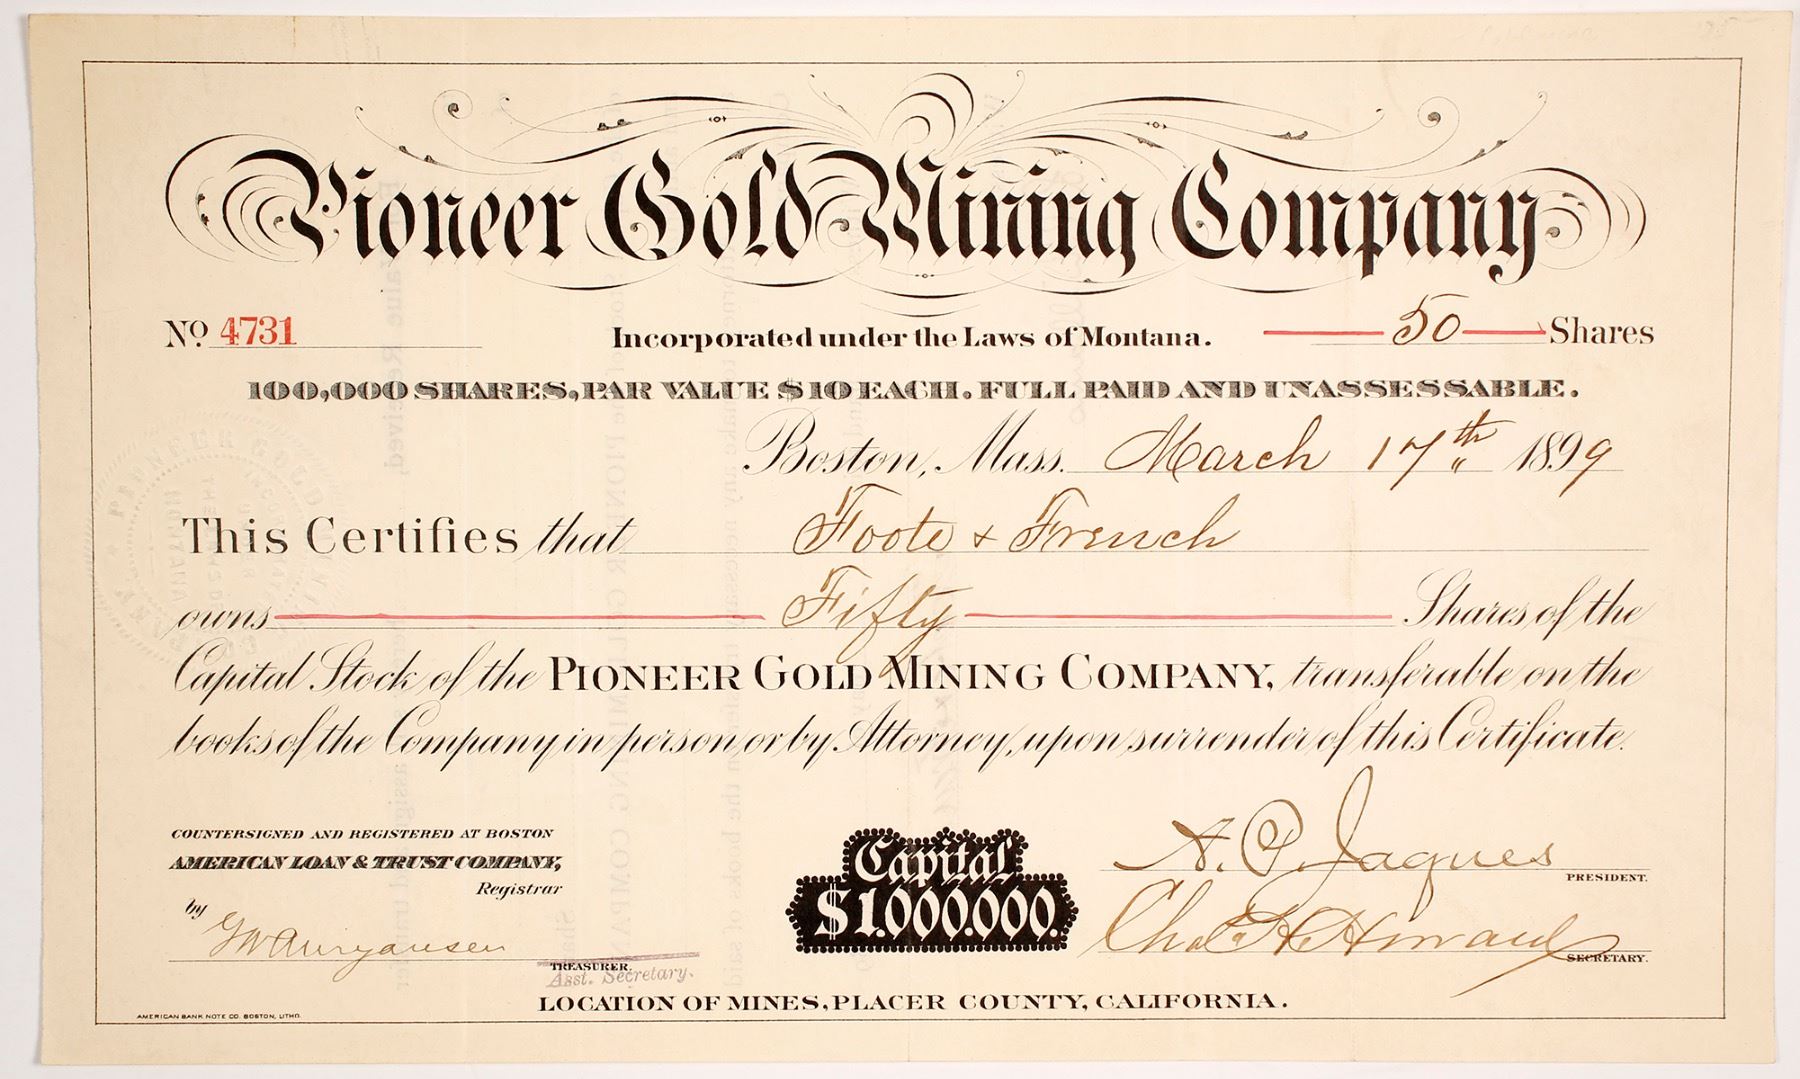 Pioneer Gold Mining Company
No. 4731 Incorporated under the Laws of Montana. 50 Shares
100,000 SHARES, PAR VALUE $10 EACH. FULL PAID AND UNASSESSABLE.
Boston, Mass. March 17th 1899
This Certifies that Foote & French
owns Fifty Shares of the
Capital Stock of the PIONEER GOLD MINING COMPANY, transferable on the
books of the Company in person or by Attorney, upon surrender of this Certificate.
COUNTERSIGNED AND REGISTERED AT BOSTON
AMERICAN LOAN & TRUST COMPANY,
Registrar
by
TREASURER.
Asst. Secretary.
Capital
$1.000.000.
A. P. Jaques
PRESIDENT.
Chas. H. Howard
SECRETARY.
LOCATION OF MINES, PLACER COUNTY, CALIFORNIA.
AMERICAN BANK NOTE CO. BOSTON, LITHO.